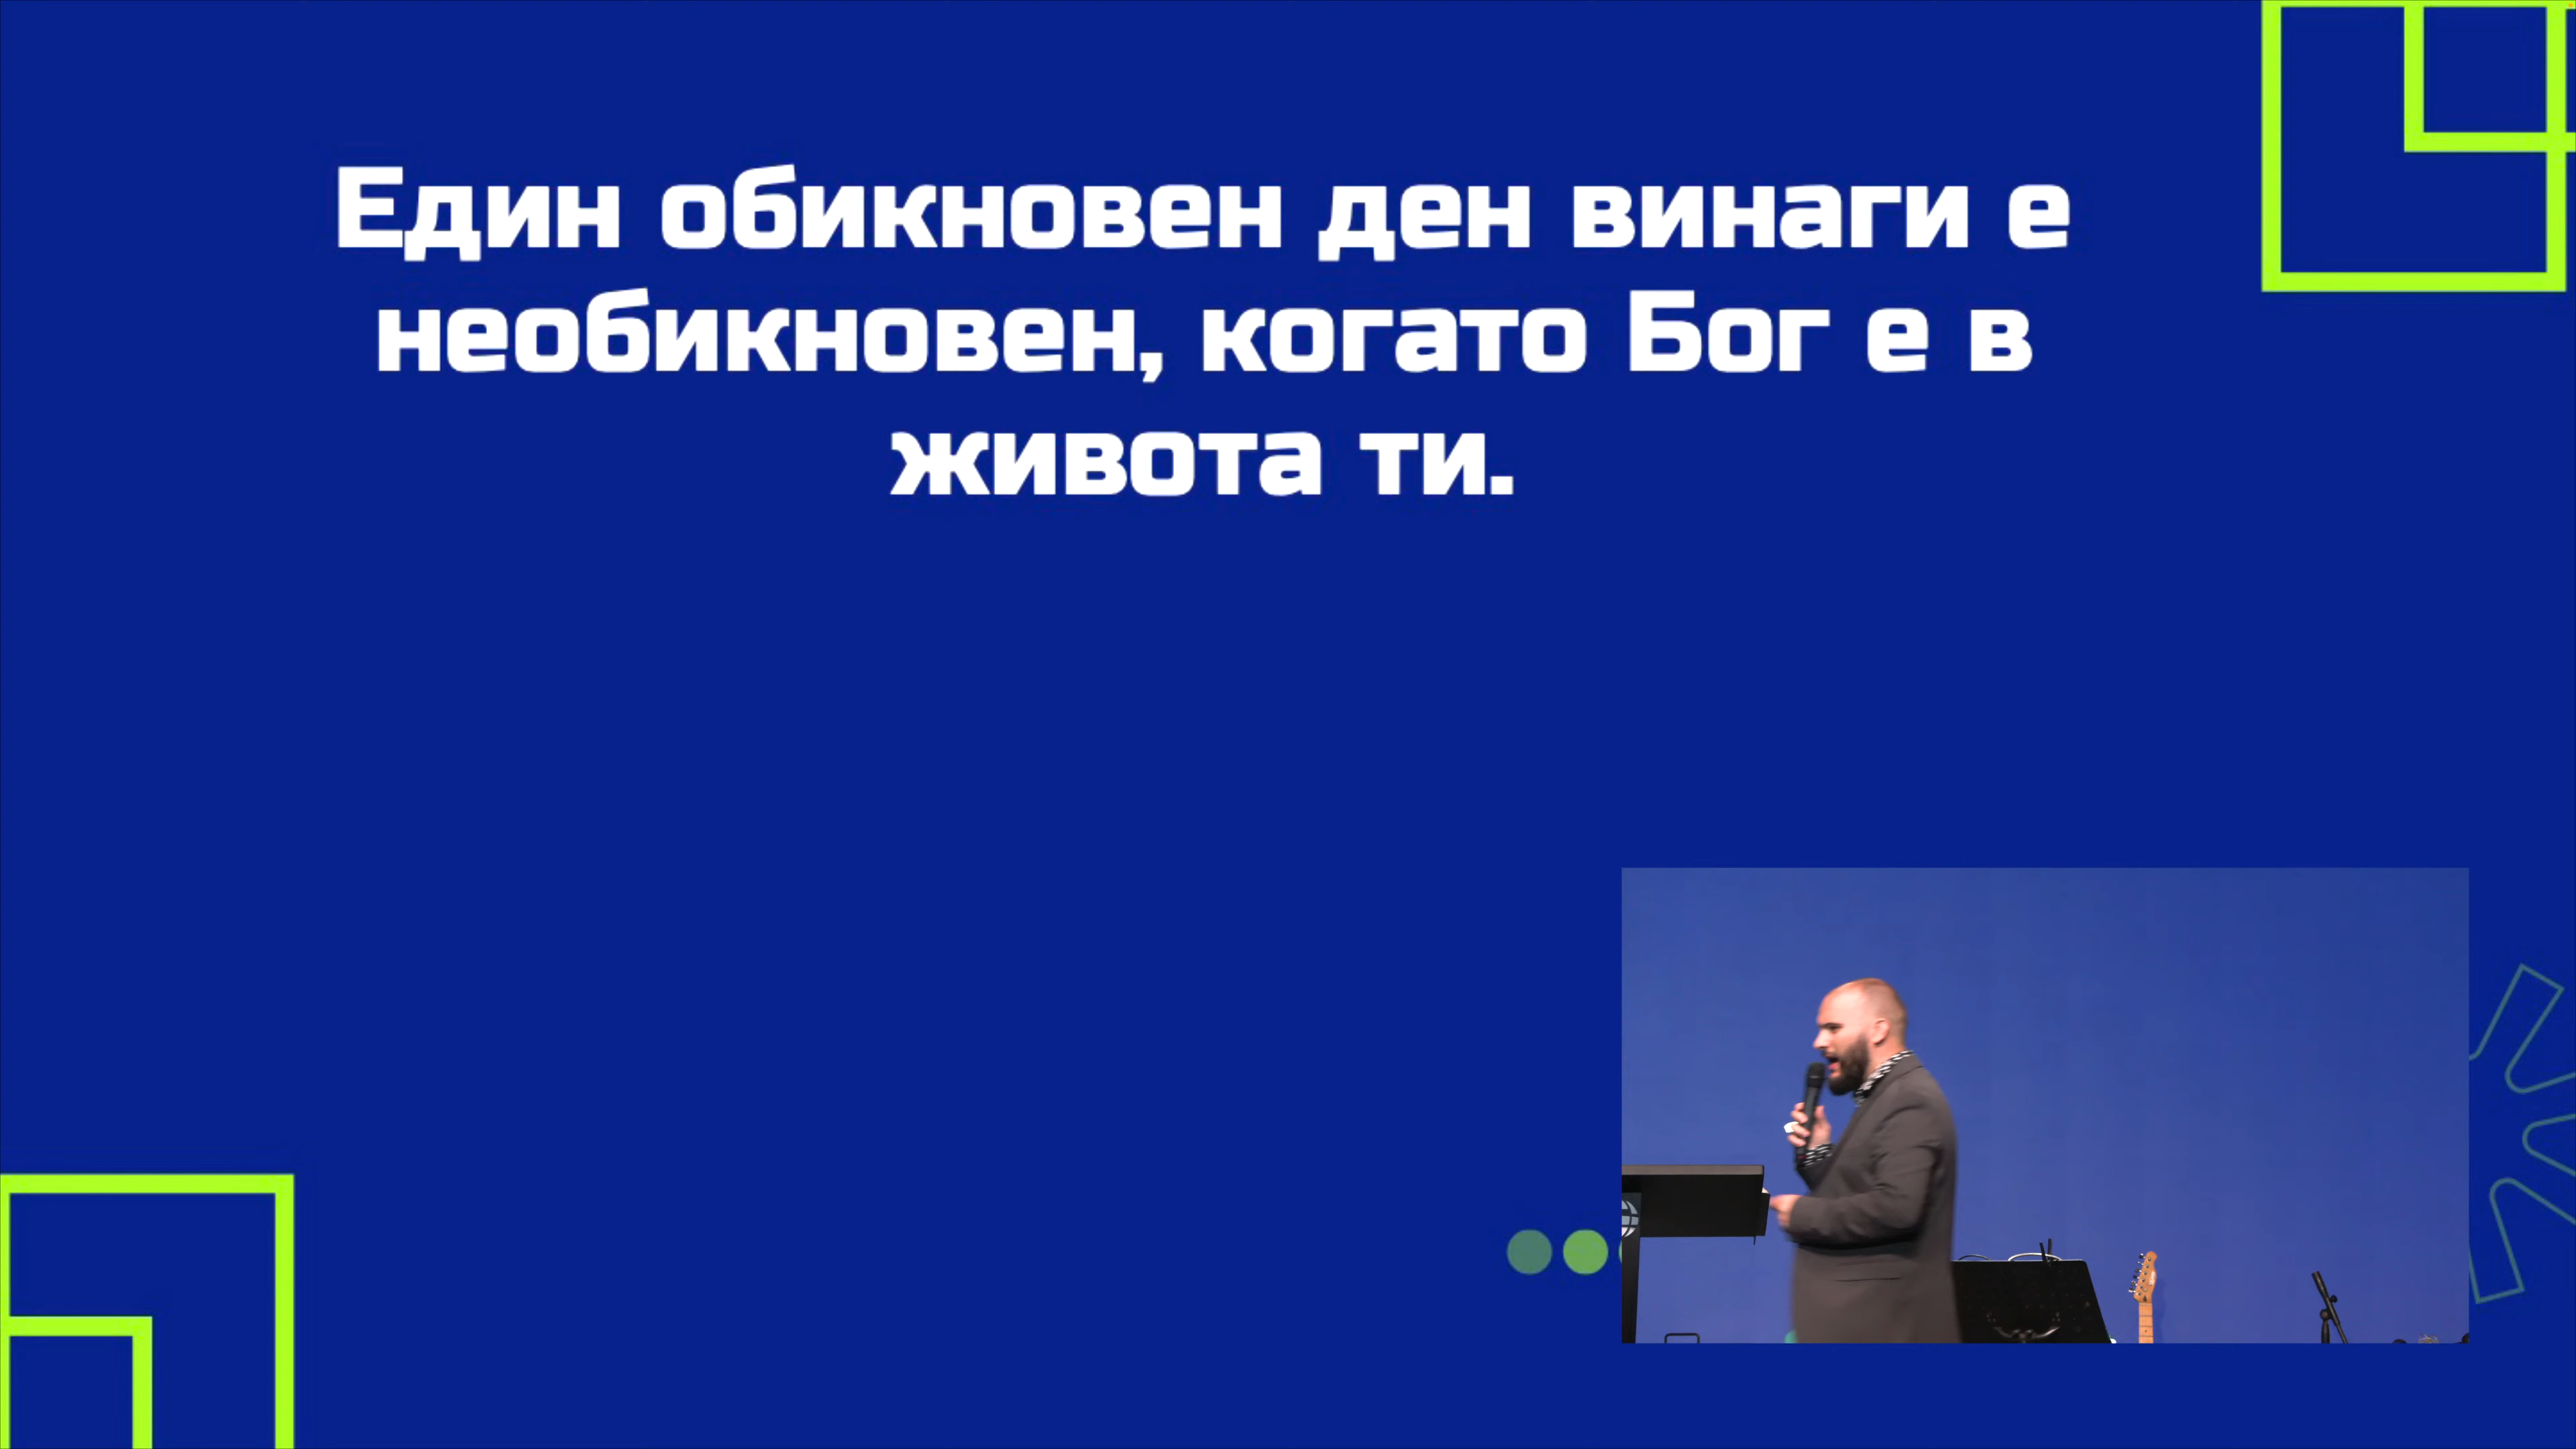 Един обикновен ден винаги е
необикновен, когато Бог е в
живота ти.